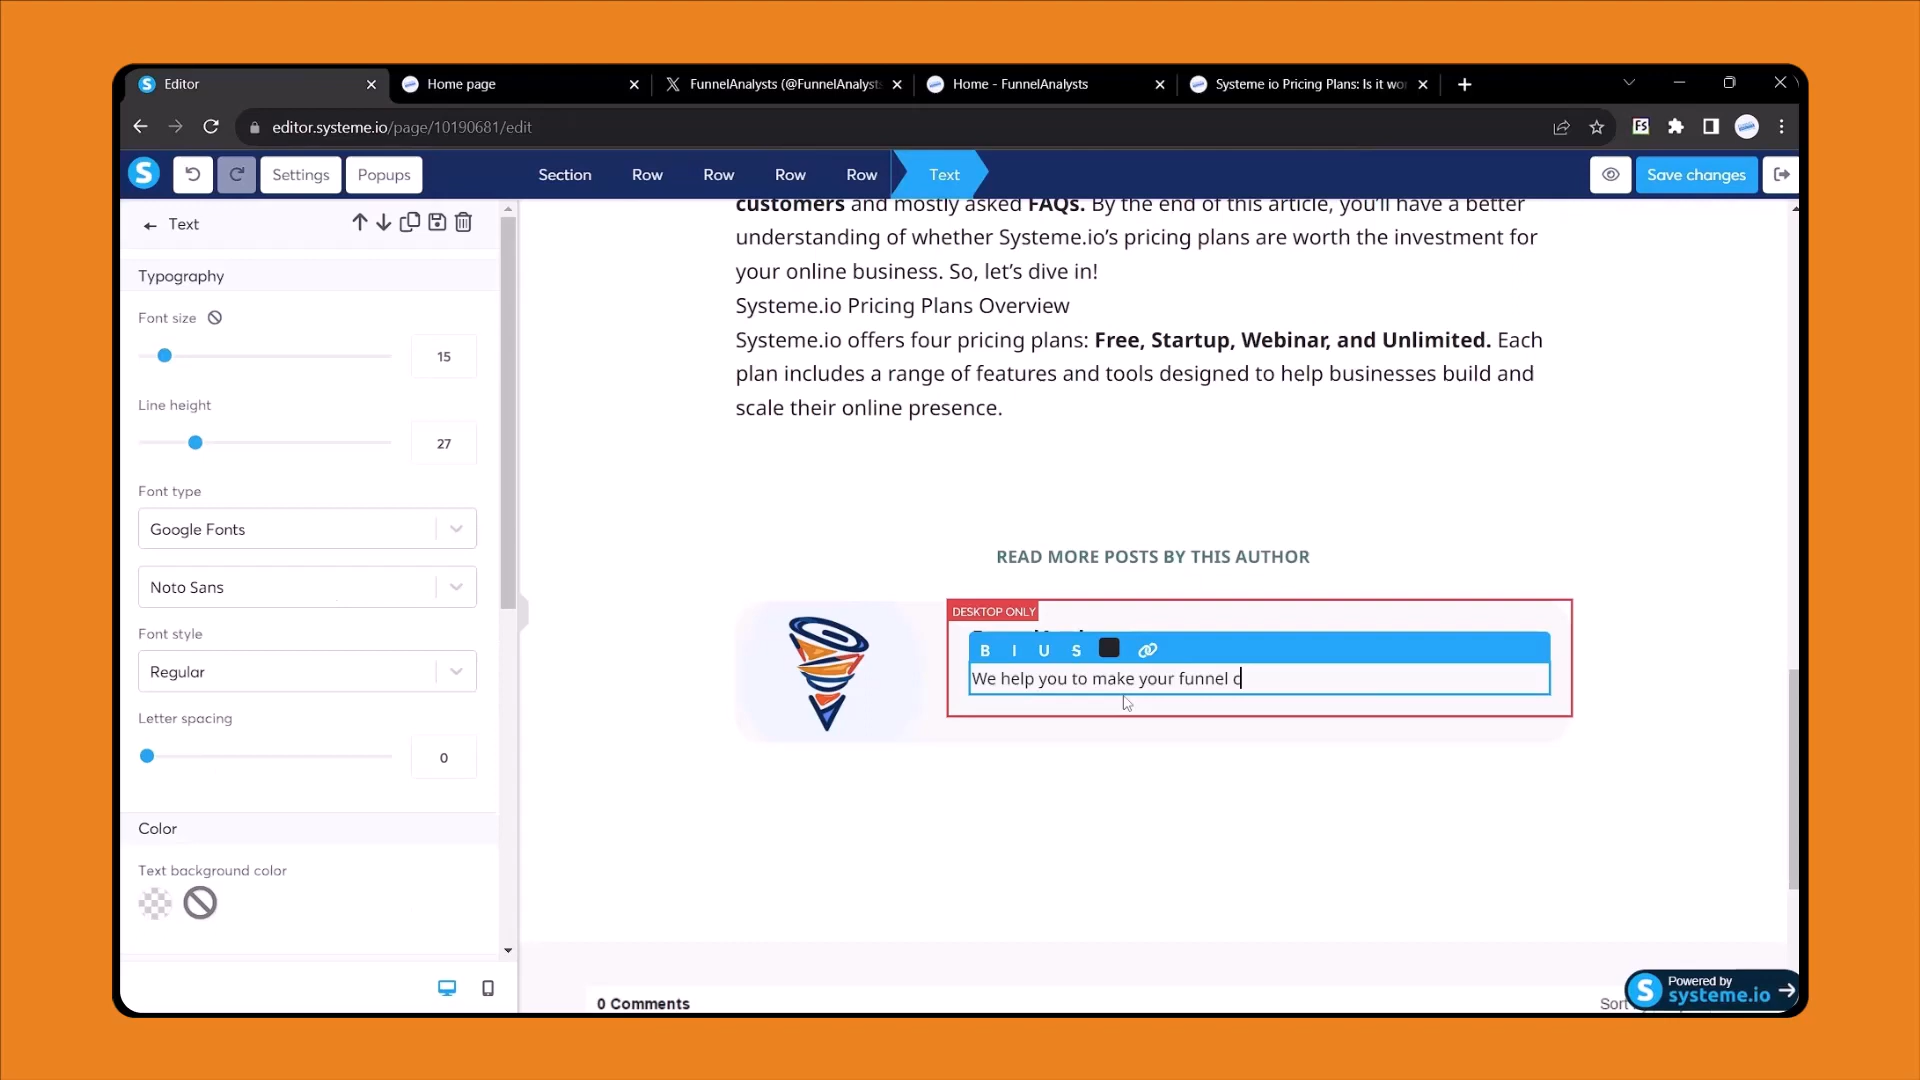 Editor
Home page
FunnelAnalysts (@FunnelAnalysts
Home - FunnelAnalysts
Systeme io Pricing Plans: Is it wo
editor.systeme.io/page/10190681/edit
S
Settings
Popups
Section
Row
Row
Row
Row
Text
Save changes
Text
Typography
Font size
15
Line height
27
Font type
Google Fonts
Noto Sans
Font style
Regular
Letter spacing
0
Color
Text background color
customers and mostly asked FAQs. By the end of this article, you'll have a better
understanding of whether Systeme.io's pricing plans are worth the investment for
your online business. So, let's dive in!
Systeme.io Pricing Plans Overview
Systeme.io offers four pricing plans: Free, Startup, Webinar, and Unlimited. Each
plan includes a range of features and tools designed to help businesses build and
scale their online presence.
READ MORE POSTS BY THIS AUTHOR
DESKTOP ONLY
B I U S
We help you to make your funnel c
0 Comments
Sort
Powered by
systeme.io